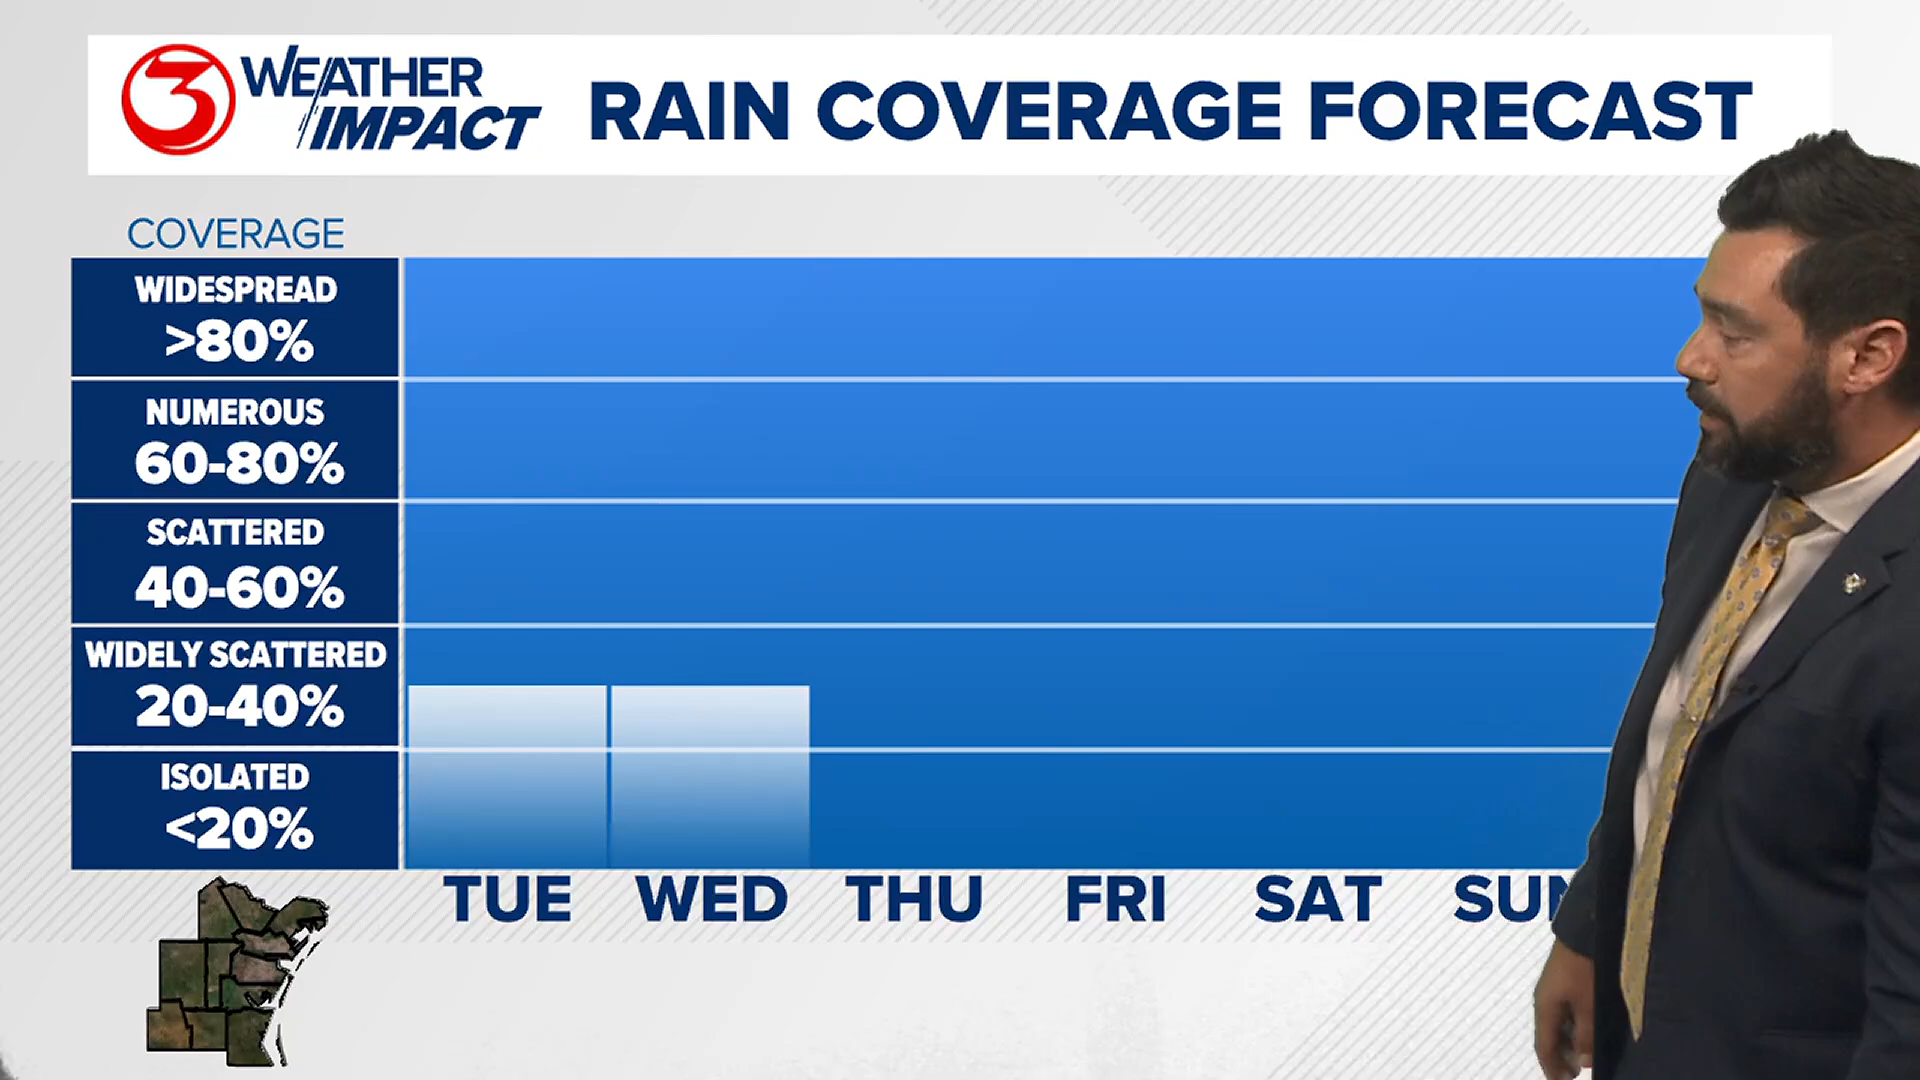 3 WEATHER IMPACT
RAIN COVERAGE FORECAST
COVERAGE
WIDESPREAD
>80%
NUMEROUS
60-80%
SCATTERED
40-60%
WIDELY SCATTERED
20-40%
ISOLATED
<20%
TUE WED THU FRI SAT SUN